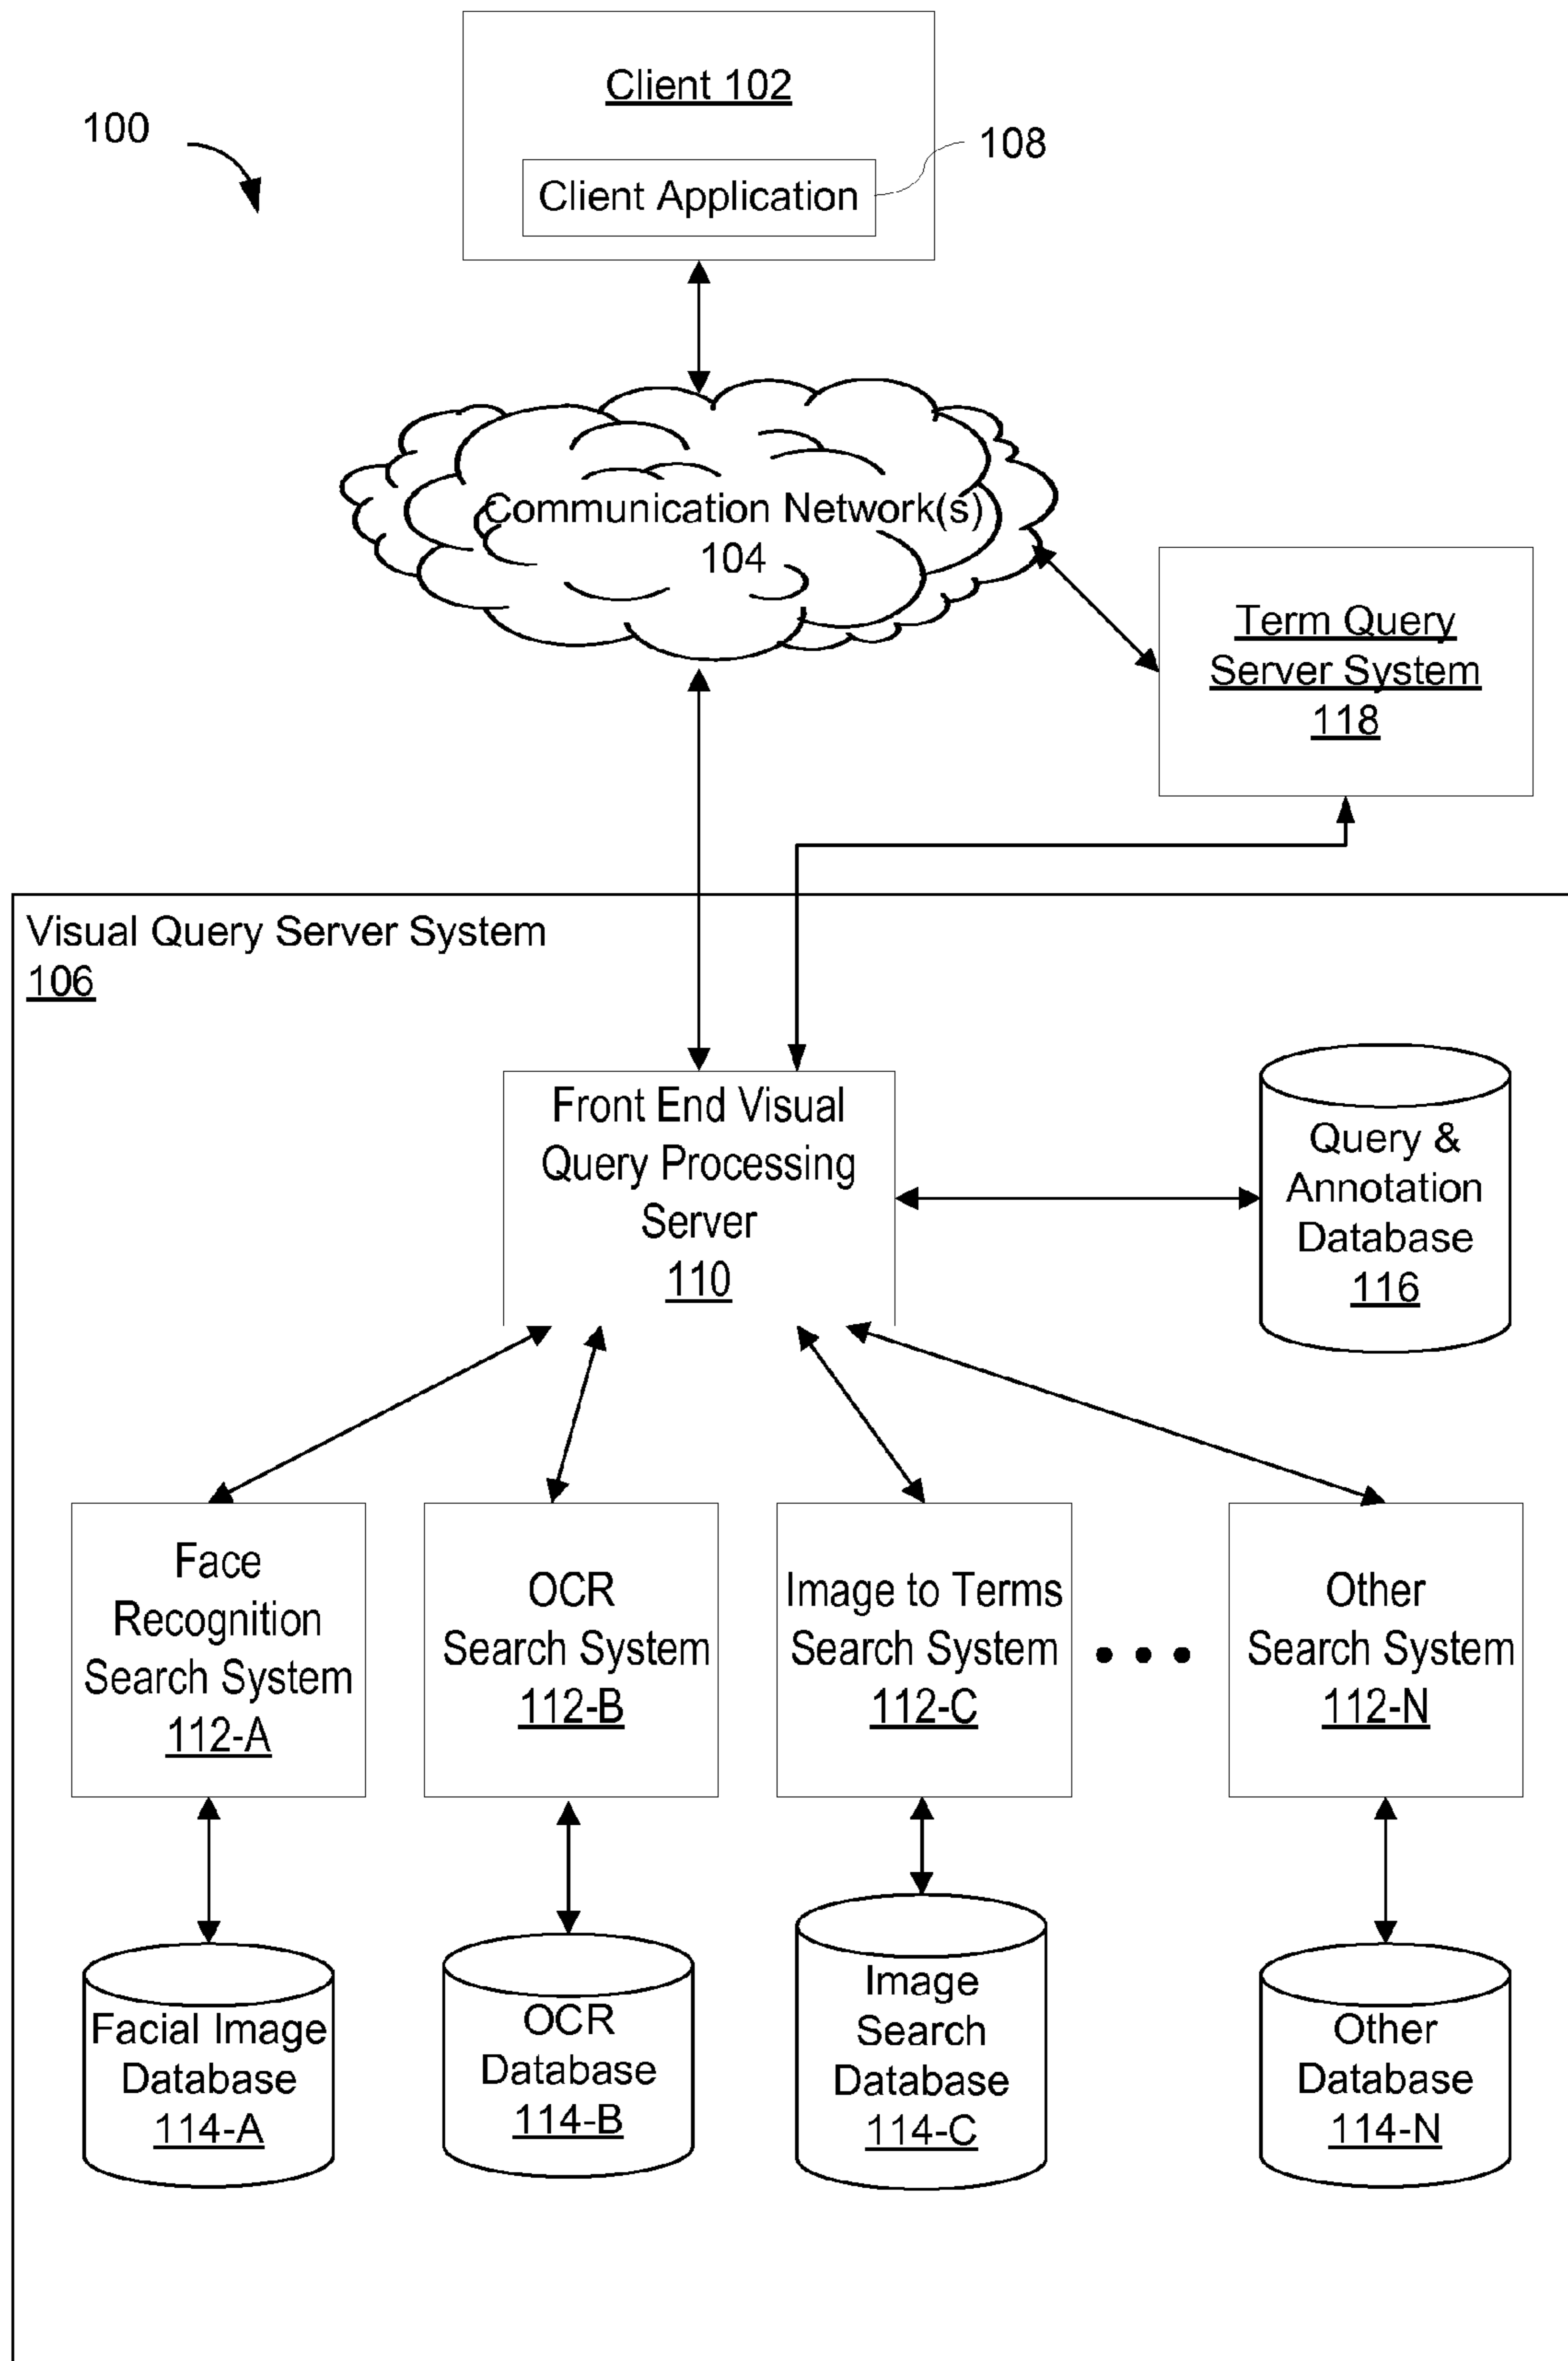 100
Client 102
108
Client Application
Communication Network(s)
104
Term Query
Server System
118
Visual Query Server System
106
Front End Visual
Query Processing
Server
110
Query &
Annotation
Database
116
Face
Recognition
Search System
112-A
OCR
Search System
112-B
Image to Terms
Search System
112-C
• • •
Other
Search System
112-N
Facial Image
Database
114-A
OCR
Database
114-B
Image
Search
Database
114-C
Other
Database
114-N